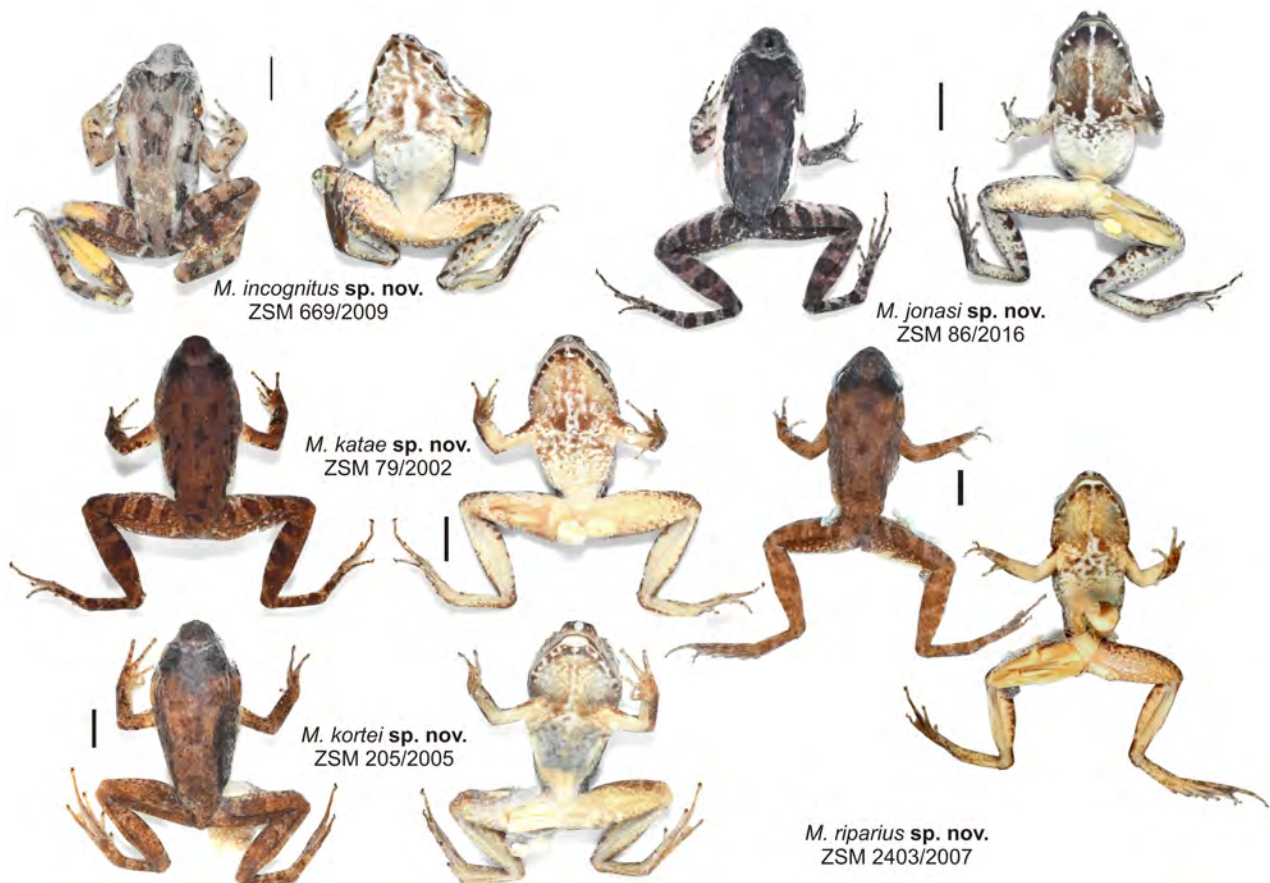 M. incognitus sp. nov.
ZSM 669/2009
M. jonasi sp. nov.
ZSM 86/2016
M. katae sp. nov.
ZSM 79/2002
M. kortei sp. nov.
ZSM 205/2005
M. riparius sp. nov.
ZSM 2403/2007